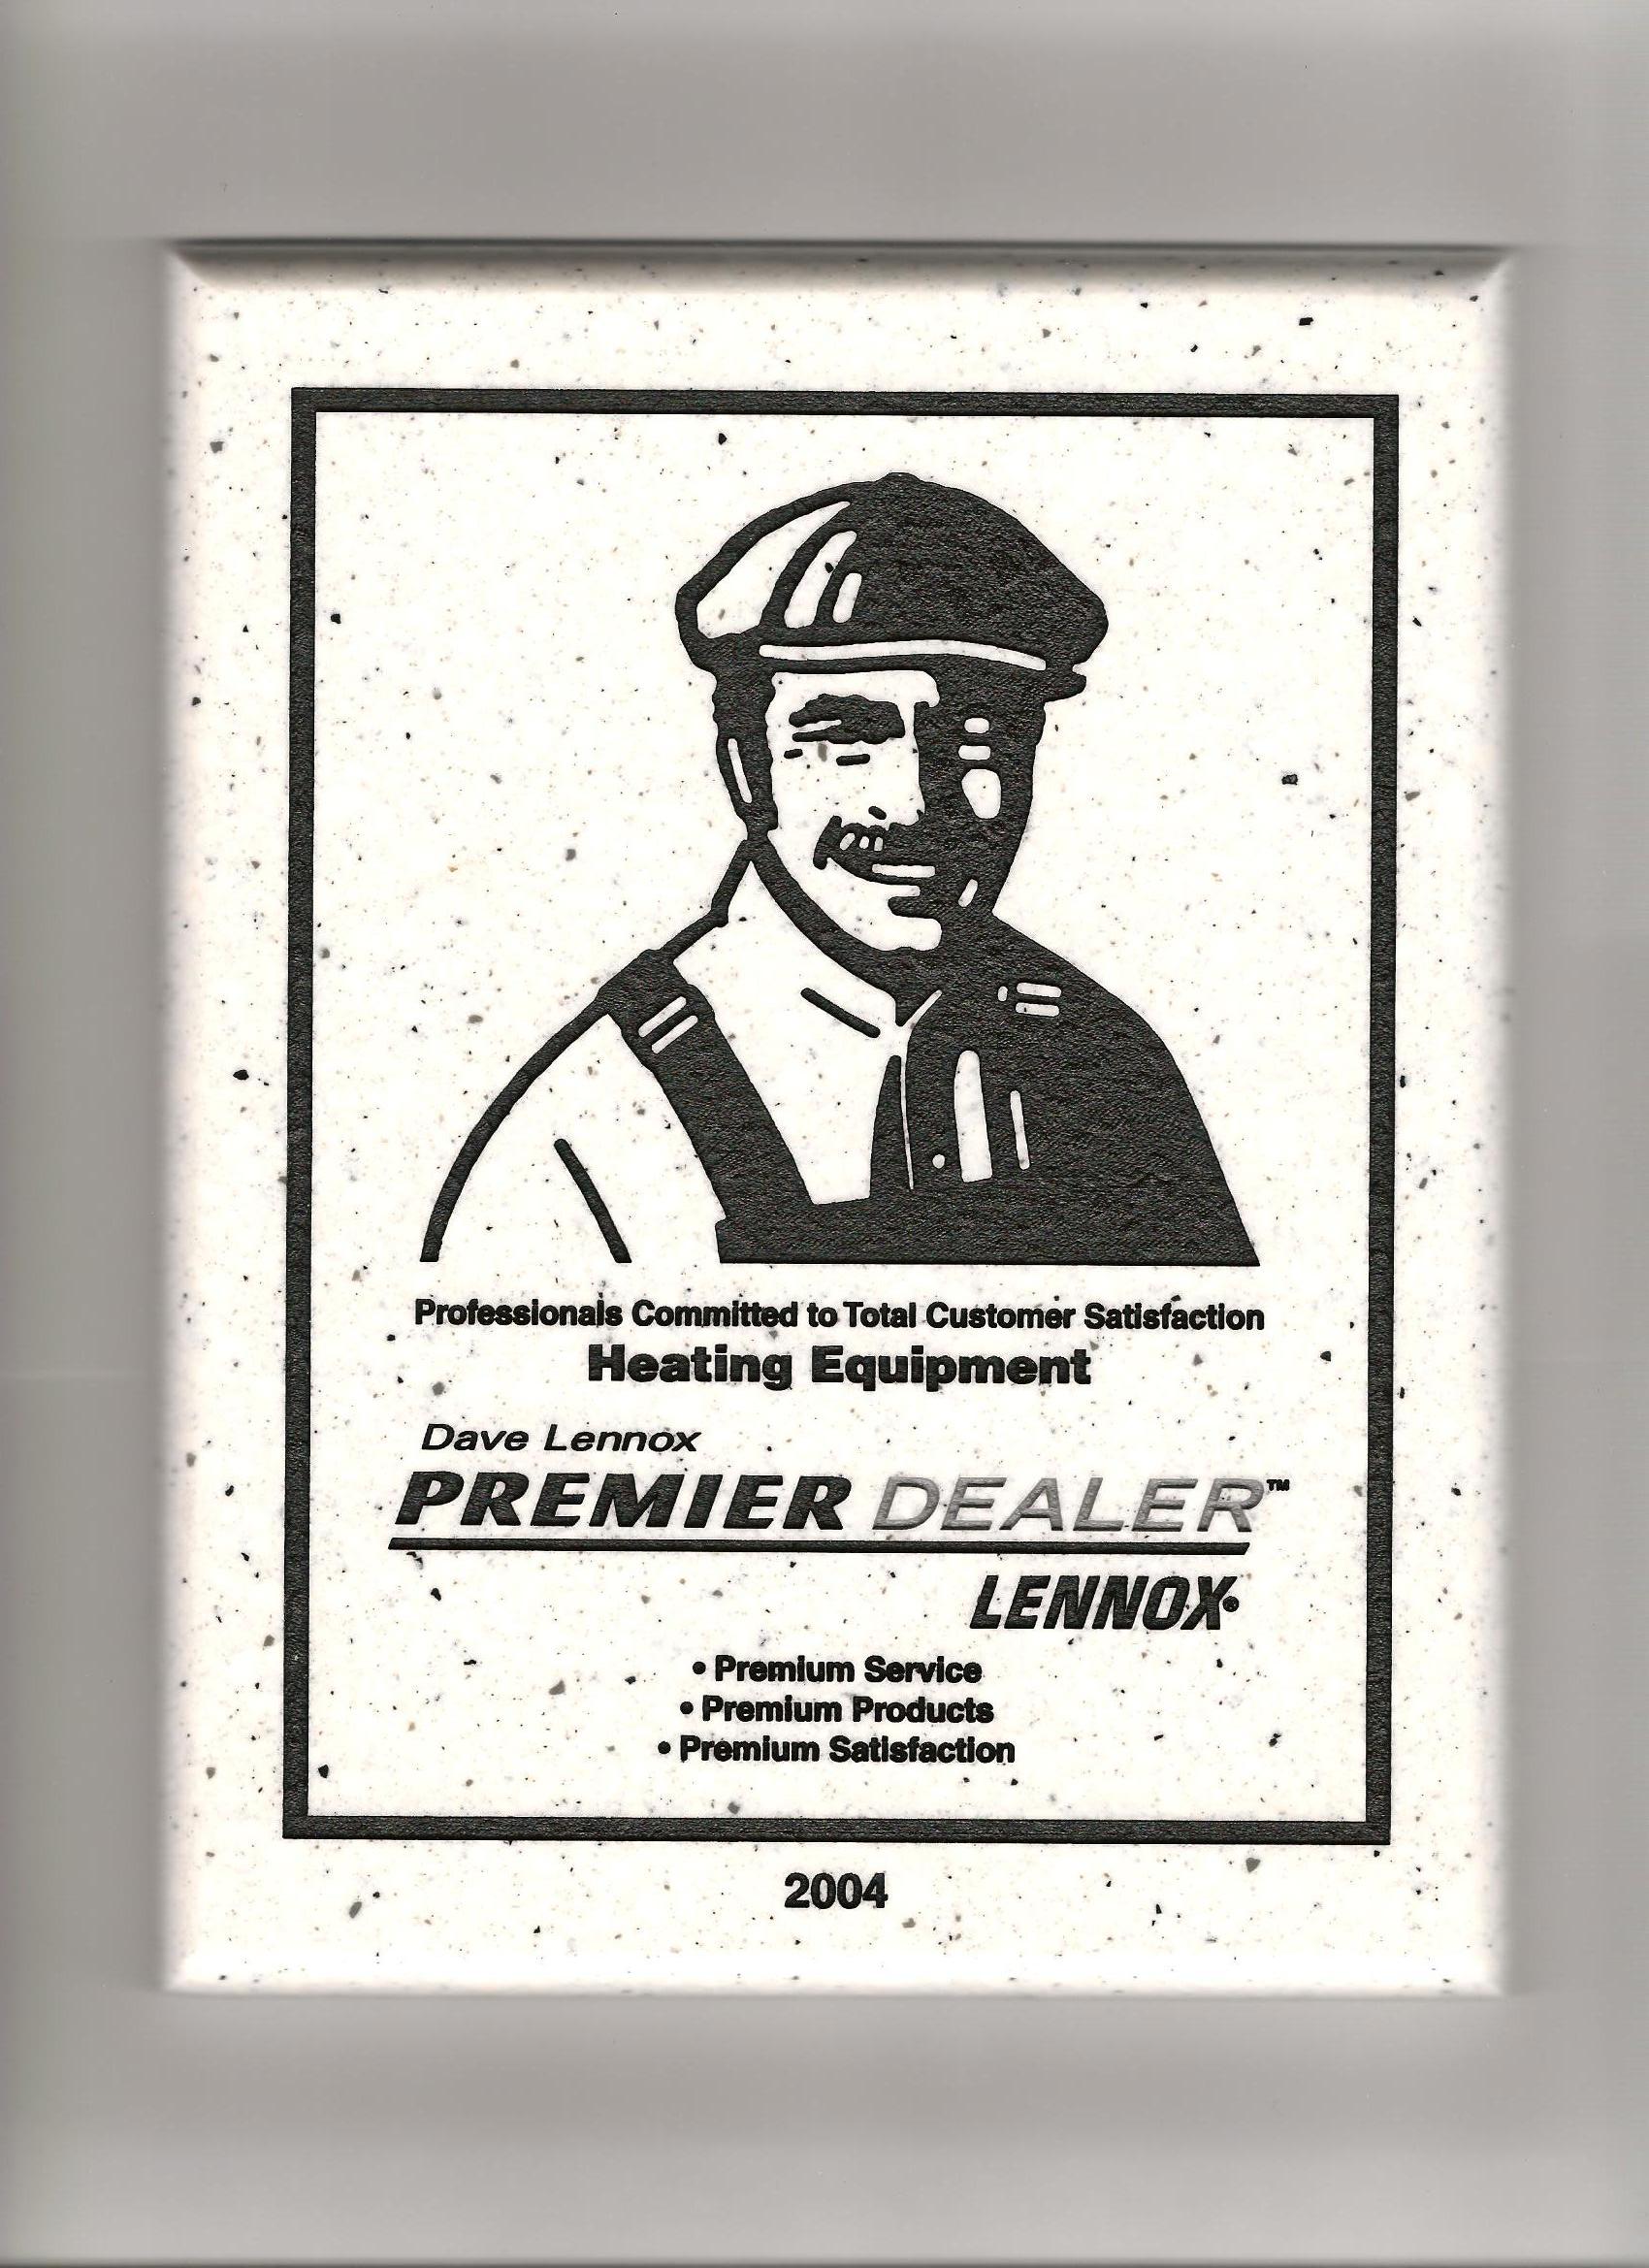 Professionals Committed to Total Customer Satisfaction
Heating Equipment
Dave Lennox
PREMIER DEALER™
LENNOX®
• Premium Service
• Premium Products
• Premium Satisfaction
2004